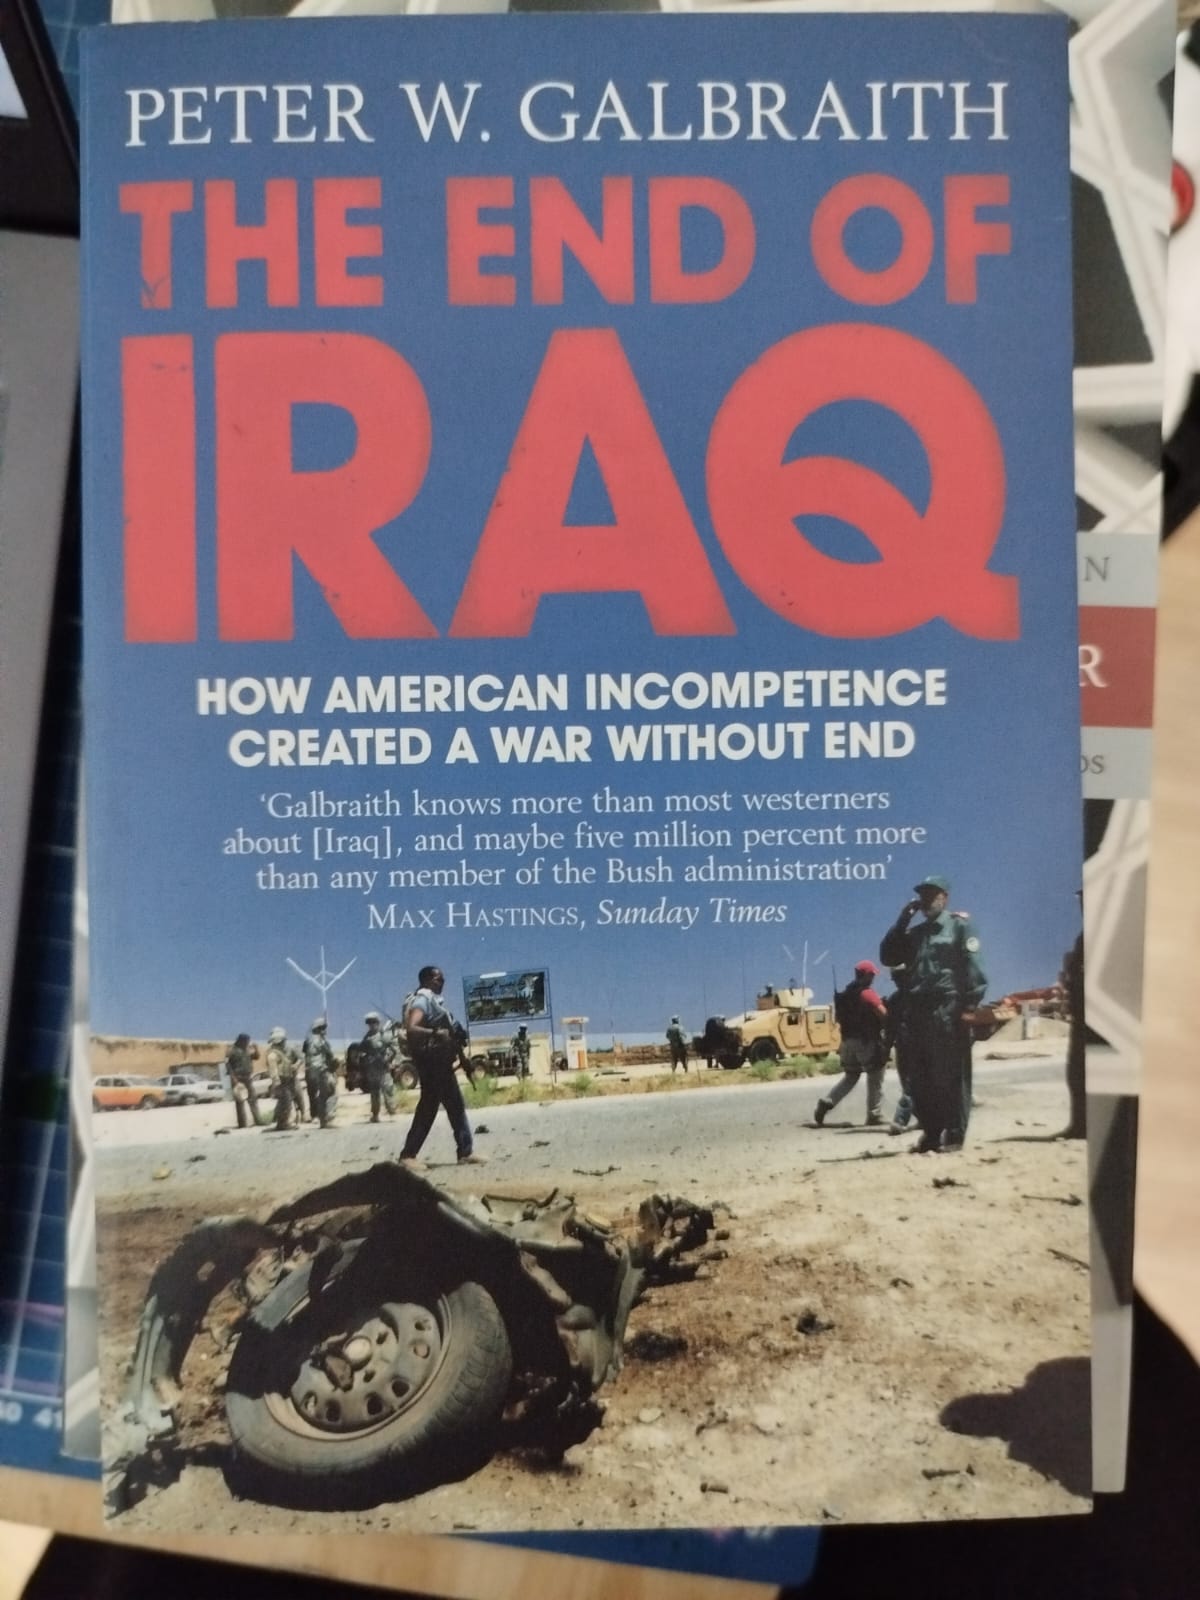 PETER W. GALBRAITH
THE END OF
IRAQ
HOW AMERICAN INCOMPETENCE
CREATED A WAR WITHOUT END
‘Galbraith knows more than most westerners
about [Iraq], and maybe five million percent more
than any member of the Bush administration’
MAX HASTINGS, Sunday Times
N
R
DS
41